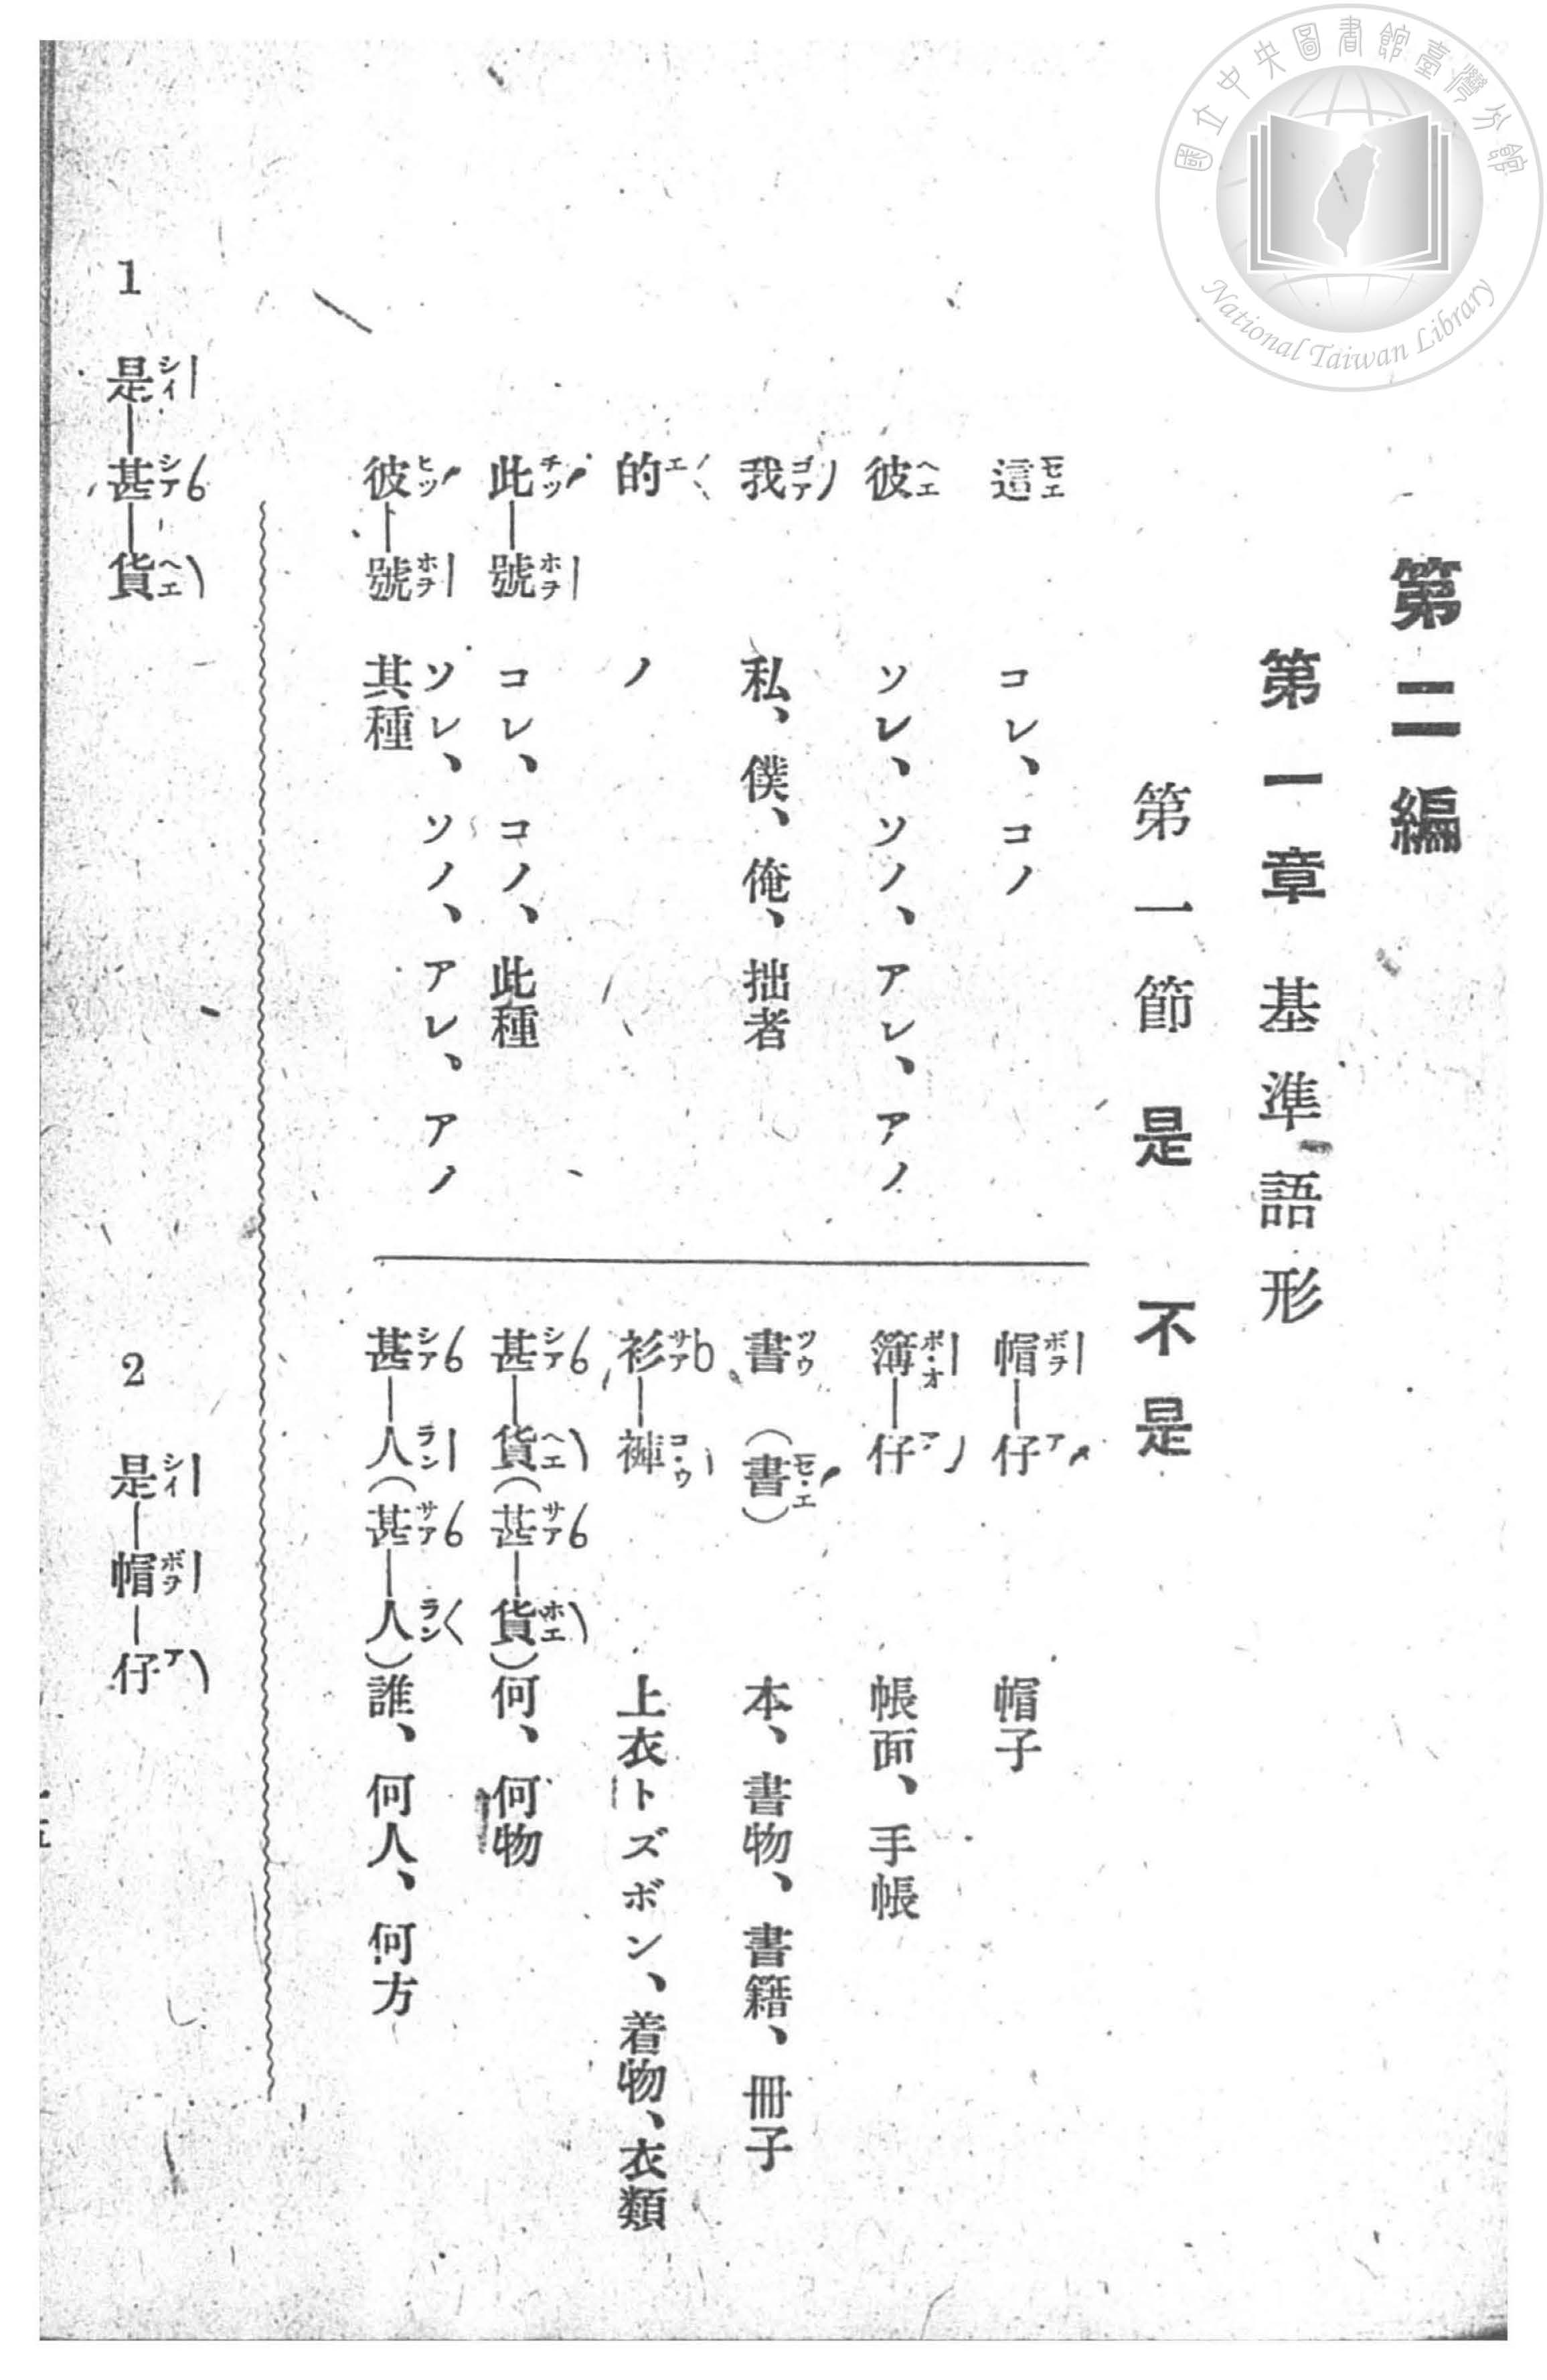 國立中央圖書館臺灣分館
National Taiwan Library
第二編
第一章 基準語形
第一節 是 不是
這 セエ コレ、コノ
彼 ヘエ ソレ、ソノ、アレ、アノ
我 ゴア 私、僕、俺、拙者
的 エ ノ
此 チッ—號 ホヲ コレ、コノ、此種
彼 ヒッ—號 ホヲ ソレ、ソノ、アレ、アノ
其種
帽 ボヲ—仔 ア 帽子
簿 ボ・オ—仔 ア 帳面、手帳
書 ツウ (書 セ・エ) 本、書物、書籍、冊子
衫 サア—褲 コ・ウ 上衣トズボン、着物、衣類
甚 シア—貨 ヘエ (甚 サア—貨 ホエ) 何、何物
甚 シア—人 ラン (甚 サア—人 ラン) 誰、何人、何方
1 是 シイ—甚 シア—貨 ヘエ
2 是 シイ—帽 ボヲ—仔 ア